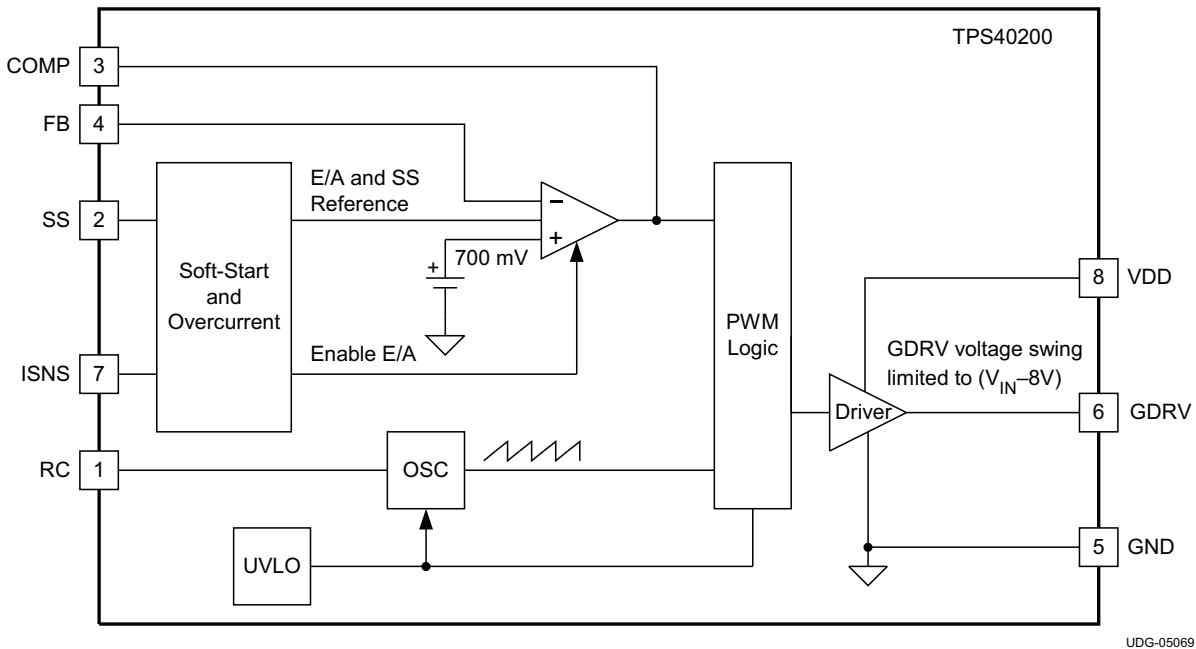 TPS40200
COMP 3
FB 4
E/A and SS
Reference
SS 2
−
+
+ 700 mV
Soft-Start
and
Overcurrent
8 VDD
PWM
Logic
GDRV voltage swing
limited to (VIN–8V)
Enable E/A
ISNS 7
Driver
6 GDRV
RC 1
OSC
UVLO
5 GND
UDG-05069